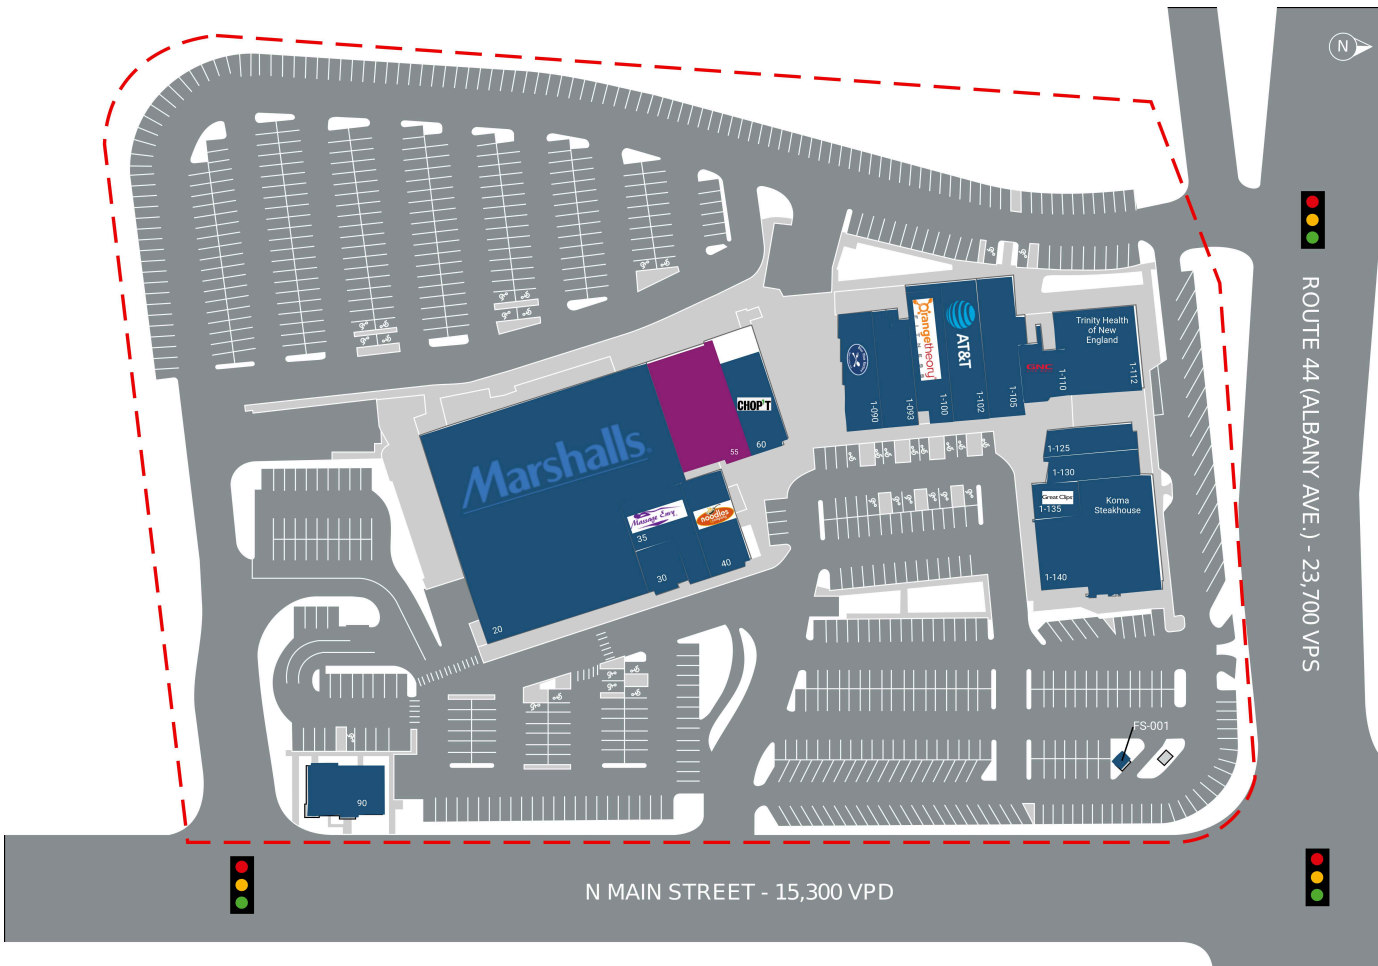 N
ROUTE 44 (ALBANY AVE.) - 23,700 VPS
Trinity Health
of New
England
1-112
GNC
1-110
1-105
AT&T
1-102
Orangetheory
1-100
1-093
1-090
CHOP'T
60
55
Marshalls.
1-125
1-130
Great Clips
1-135
Koma
Steakhouse
1-140
Massage Envy
35
noodles
30
40
20
FS-001
90
N MAIN STREET - 15,300 VPD